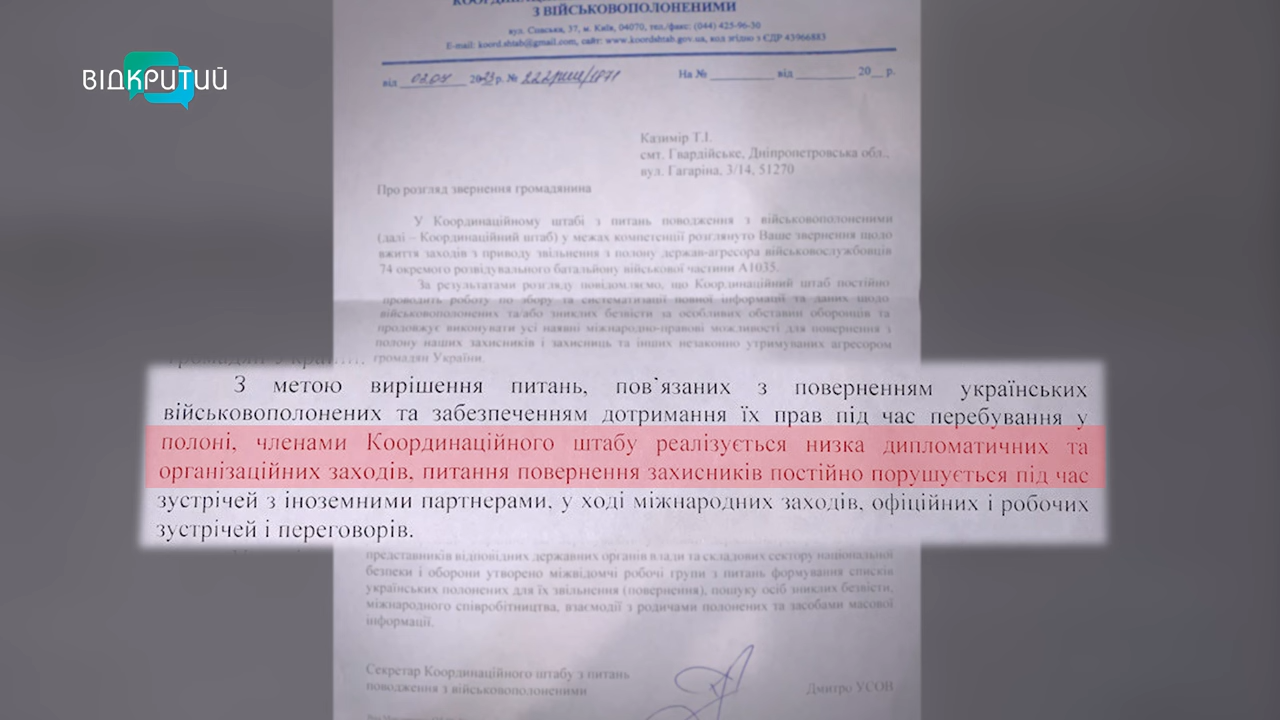 ВІДКРИТИЙ
З ВІЙСЬКОВОПОЛОНЕНИМИ
вул. Спаська, 37, м. Київ, 04070, тел./факс: (044) 425-96-30
E-mail: koord.shtab@gmail.com, сайт: www.koordshtab.gov.ua, код згідно з ЄДР 43966883
від 2023 р. № На № від 20 р.
Казимір Т.І.
смт. Гвардійське, Дніпропетровська обл.,
вул. Гагаріна, 3/14, 51270
Про розгляд звернення громадянина
У Координаційному штабі з питань поводження з військовополоненими
(далі – Координаційний штаб) у межах компетенції розглянуто Ваше звернення щодо
вжиття заходів з приводу звільнення з полону держави-агресора військовослужбовців
74 окремого розвідувального батальйону військової частини А1035.
За результатами розгляду повідомляємо, що Координаційний штаб постійно
проводить роботу по збору та систематизації повної інформації та даних щодо
військовополонених та/або зниклих безвісти за особливих обставин оборонців та
продовжує виконувати усі наявні міжнародно-правові можливості для повернення з
полону наших захисників і захисниць та інших незаконно утримуваних агресором
громадян України.
З метою вирішення питань, пов`язаних з поверненням українських
військовополонених та забезпеченням дотримання їх прав під час перебування у
полоні, членами Координаційного штабу реалізується низка дипломатичних та
організаційних заходів, питання повернення захисників постійно порушується під час
зустрічей з іноземними партнерами, у ході міжнародних заходів, офіційних і робочих
зустрічей і переговорів.
представників відповідних державних органів влади та складових сектору національної
безпеки і оборони утворено міжвідомчі робочі групи з питань формування списків
українських полонених для їх звільнення (повернення), пошуку осіб зниклих безвісти,
міжнародного співробітництва, взаємодії з родичами полонених та засобами масової
інформації.
Секретар Координаційного штабу з питань
поводження з військовополоненими Дмитро УСОВ